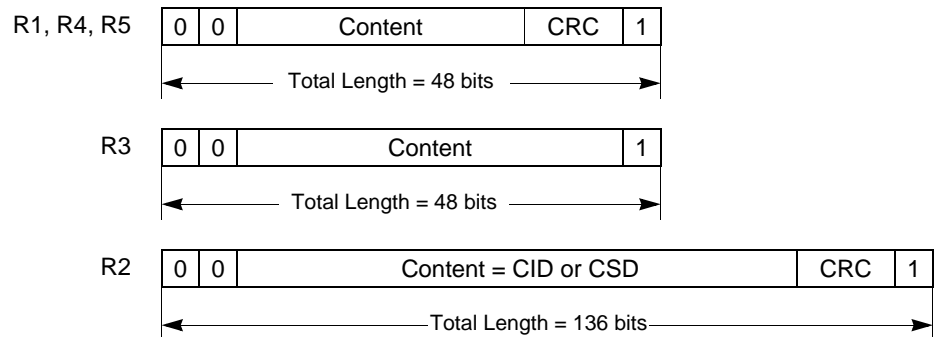 R1, R4, R5 0 0 Content CRC 1
Total Length = 48 bits
R3 0 0 Content 1
Total Length = 48 bits
R2 0 0 Content = CID or CSD CRC 1
Total Length = 136 bits